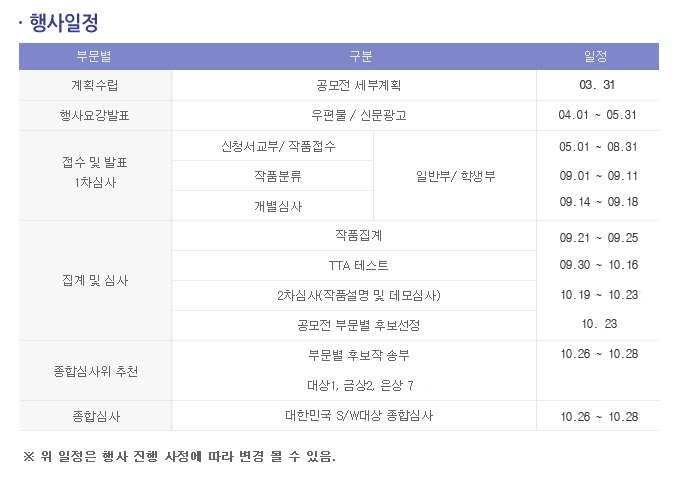 · 행사일정
부문별 구분 일정
계획수립 공모전 세부계획 03. 31
행사요강발표 우편물 / 신문광고 04.01 ~ 05.31
접수 및 발표
1차심사
신청서교부/ 작품접수 05.01 ~ 08.31
작품분류 일반부/ 학생부 09.01 ~ 09.11
개별심사 09.14 ~ 09.18
집계 및 심사
작품집계 09.21 ~ 09.25
TTA 테스트 09.30 ~ 10.16
2차심사(작품설명 및 데모심사) 10.19 ~ 10.23
공모전 부문별 후보선정 10. 23
종합심사위 추천
부문별 후보작 송부 10.26 ~ 10.28
대상1, 금상2, 은상 7
종합심사 대한민국 S/W대상 종합심사 10.26 ~ 10.28
※ 위 일정은 행사 진행 사정에 따라 변경 될 수 있음.